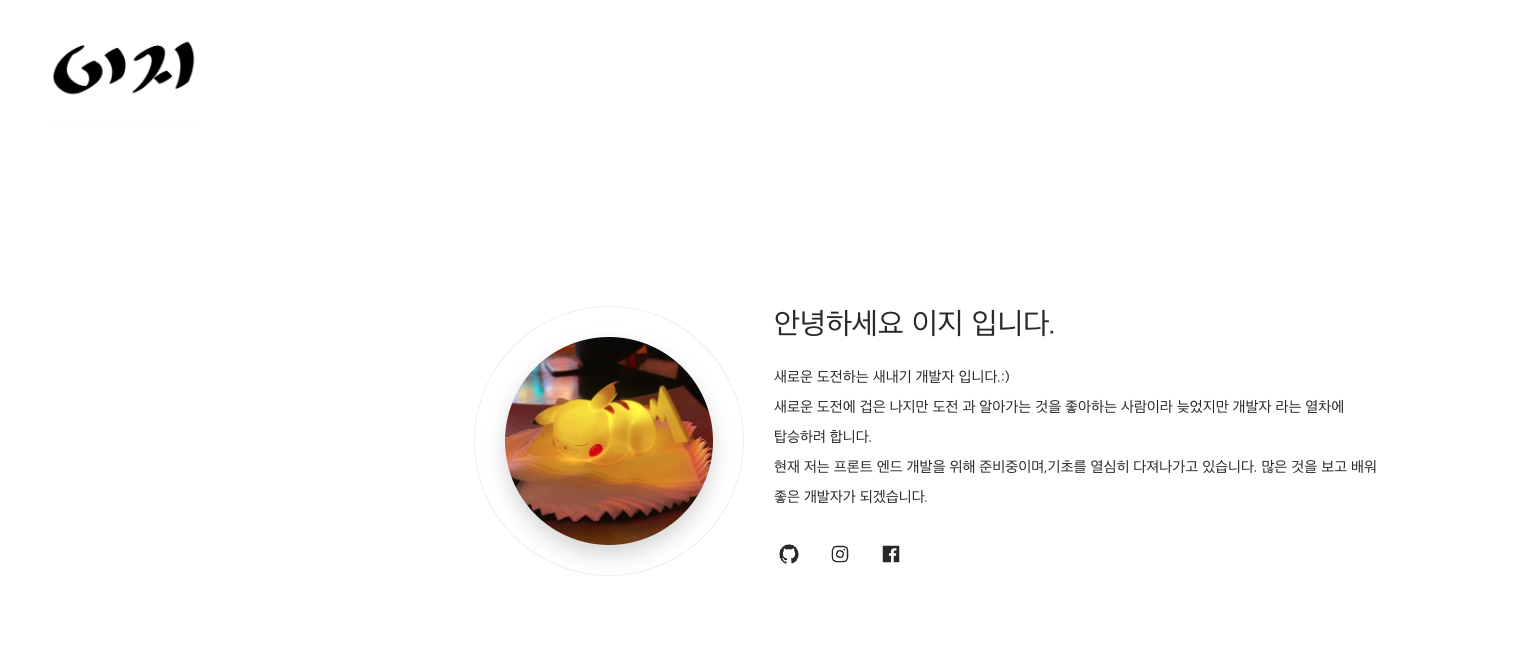 이지
안녕하세요 이지 입니다.
새로운 도전하는 새내기 개발자 입니다.:)
새로운 도전에 겁은 나지만 도전 과 알아가는 것을 좋아하는 사람이라 늦었지만 개발자 라는 열차에
탑승하려 합니다.
현재 저는 프론트 엔드 개발을 위해 준비중이며,기초를 열심히 다져나가고 있습니다. 많은 것을 보고 배워
좋은 개발자가 되겠습니다.